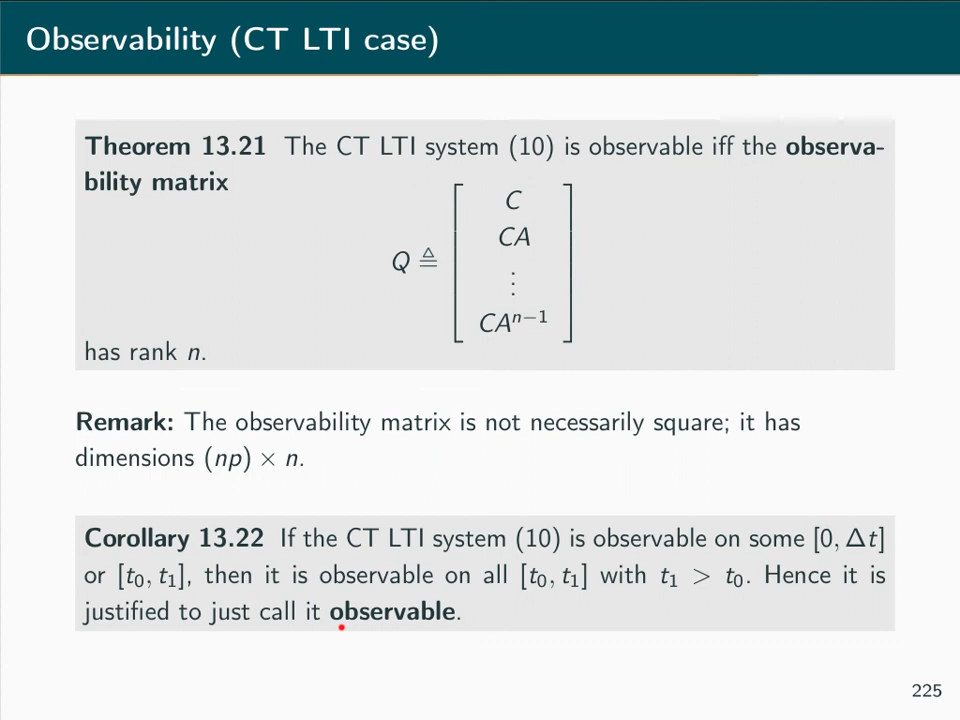 Observability (CT LTI case)
Theorem 13.21 The CT LTI system (10) is observable iff the observa-
bility matrix
Q ≜ [ C
CA
⋮
CAⁿ⁻¹ ]
has rank n.
Remark: The observability matrix is not necessarily square; it has
dimensions (np) × n.
Corollary 13.22 If the CT LTI system (10) is observable on some [0, Δt]
or [t₀, t₁], then it is observable on all [t₀, t₁] with t₁ > t₀. Hence it is
justified to just call it observable.
225